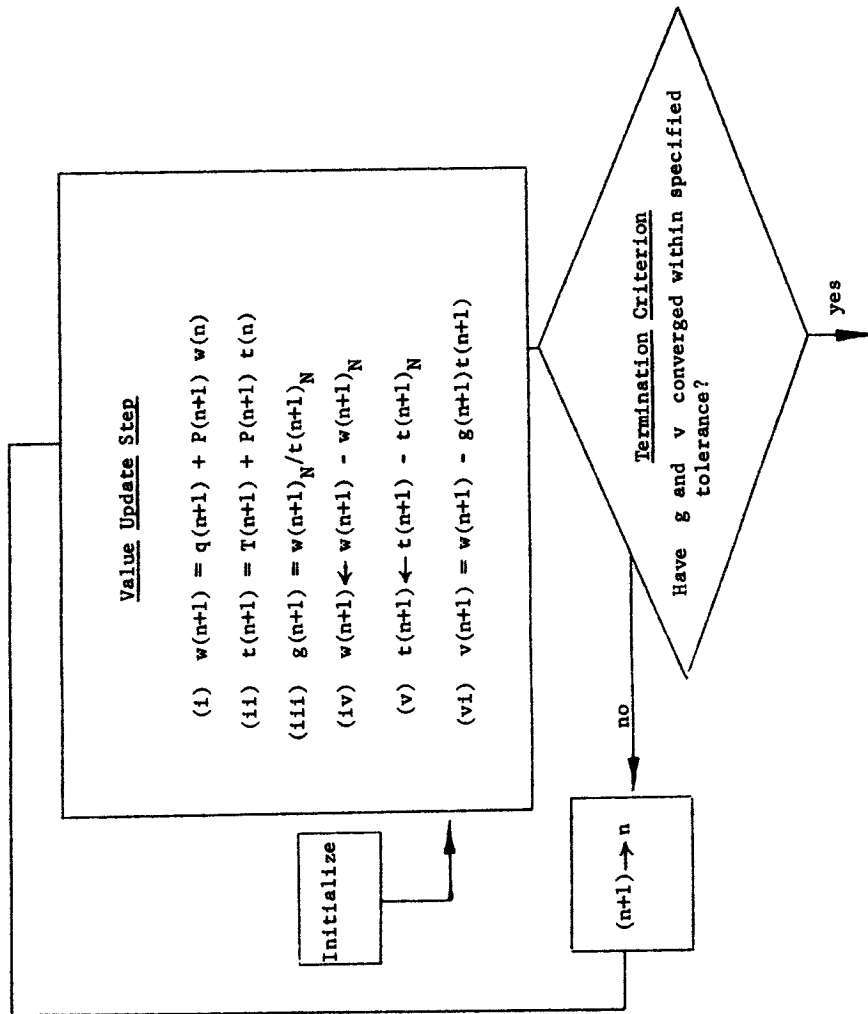 Initialize
Value Update Step
(i) w(n+1) = q(n+1) + P(n+1) w(n)
(ii) t(n+1) = T(n+1) + P(n+1) t(n)
(iii) g(n+1) = w(n+1)N/t(n+1)N
(iv) w(n+1) ← w(n+1) - w(n+1)N
(v) t(n+1) ← t(n+1) - t(n+1)N
(vi) v(n+1) = w(n+1) - g(n+1)t(n+1)
(n+1) → n
no
Termination Criterion
Have g and v converged within specified
tolerance?
yes